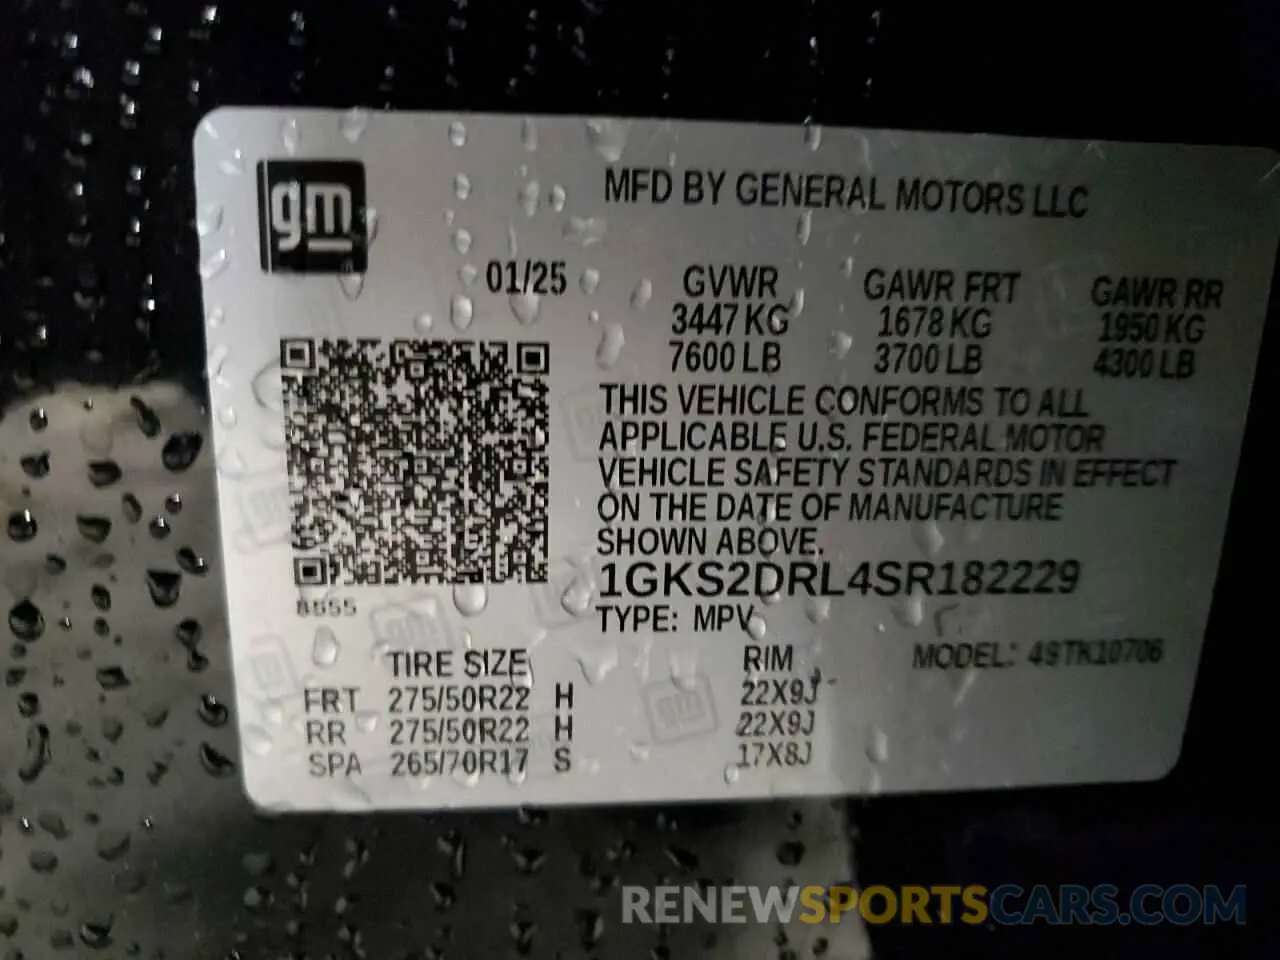 gm
MFD BY GENERAL MOTORS LLC
01/25
GVWR GAWR FRT GAWR RR
3447 KG 1678 KG 1950 KG
7600 LB 3700 LB 4300 LB
THIS VEHICLE CONFORMS TO ALL
APPLICABLE U.S. FEDERAL MOTOR
VEHICLE SAFETY STANDARDS IN EFFECT
ON THE DATE OF MANUFACTURE
SHOWN ABOVE.
1GKS2DRL4SR182229
8555
TYPE: MPV
MODEL: 49TK10706
TIRE SIZE RIM
FRT 275/50R22 H 22X9J
RR 275/50R22 H 22X9J
SPA 265/70R17 S 17X8J
RENEWSPORTSCARS.COM